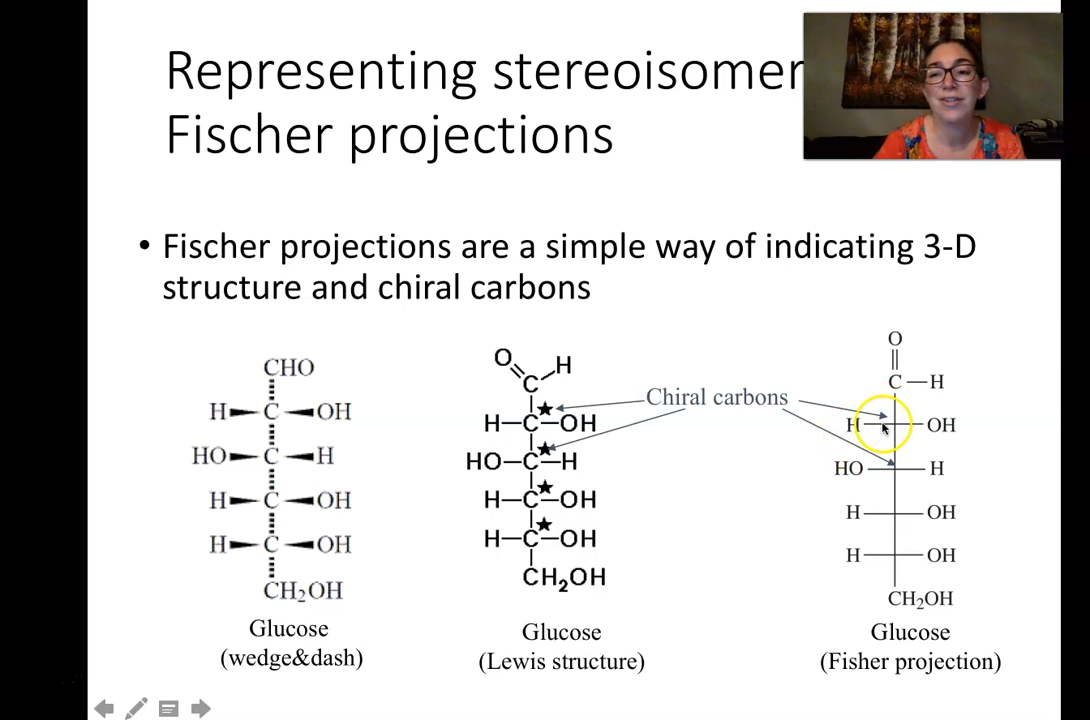 Representing stereoisomer
Fischer projections
• Fischer projections are a simple way of indicating 3-D
structure and chiral carbons
CHO
H C OH
HO C H
H C OH
H C OH
CH2OH
Glucose
(wedge&dash)
O H
C
H–C–OH
HO–C–H
H–C–OH
H–C–OH
CH2OH
Glucose
(Lewis structure)
Chiral carbons
O
C–H
H OH
HO H
H OH
H OH
CH2OH
Glucose
(Fisher projection)